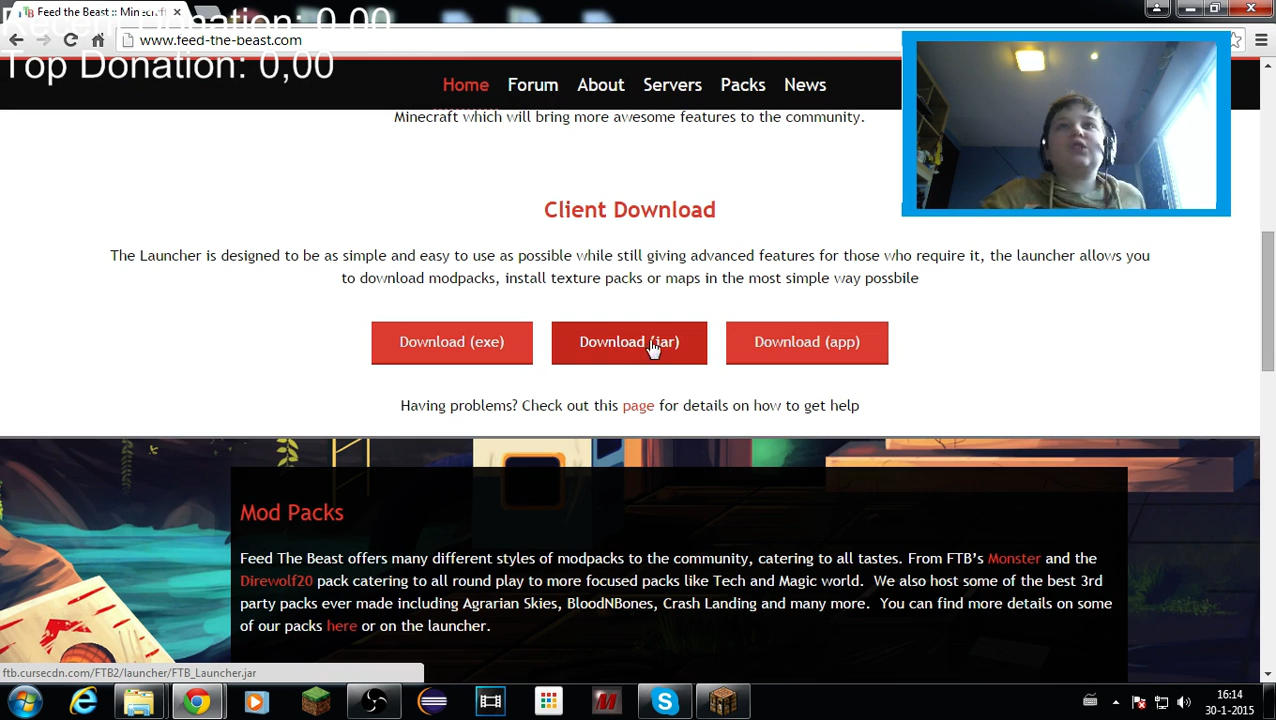 Feed the Beast :: Minecraft
Donation: 0,00
www.feed-the-beast.com
Top Donation: 0,00
Home Forum About Servers Packs News
Minecraft which will bring more awesome features to the community.
Client Download
The Launcher is designed to be as simple and easy to use as possible while still giving advanced features for those who require it, the launcher allows you
to download modpacks, install texture packs or maps in the most simple way possbile
Download (exe) Download (jar) Download (app)
Having problems? Check out this page for details on how to get help
Mod Packs
Feed The Beast offers many different styles of modpacks to the community, catering to all tastes. From FTB's Monster and the
Direwolf20 pack catering to all round play to more focused packs like Tech and Magic world. We also host some of the best 3rd
party packs ever made including Agrarian Skies, BloodNBones, Crash Landing and many more. You can find more details on some
of our packs here or on the launcher.
ftb.cursecdn.com/FTB2/launcher/FTB_Launcher.jar
16:14
30-1-2015